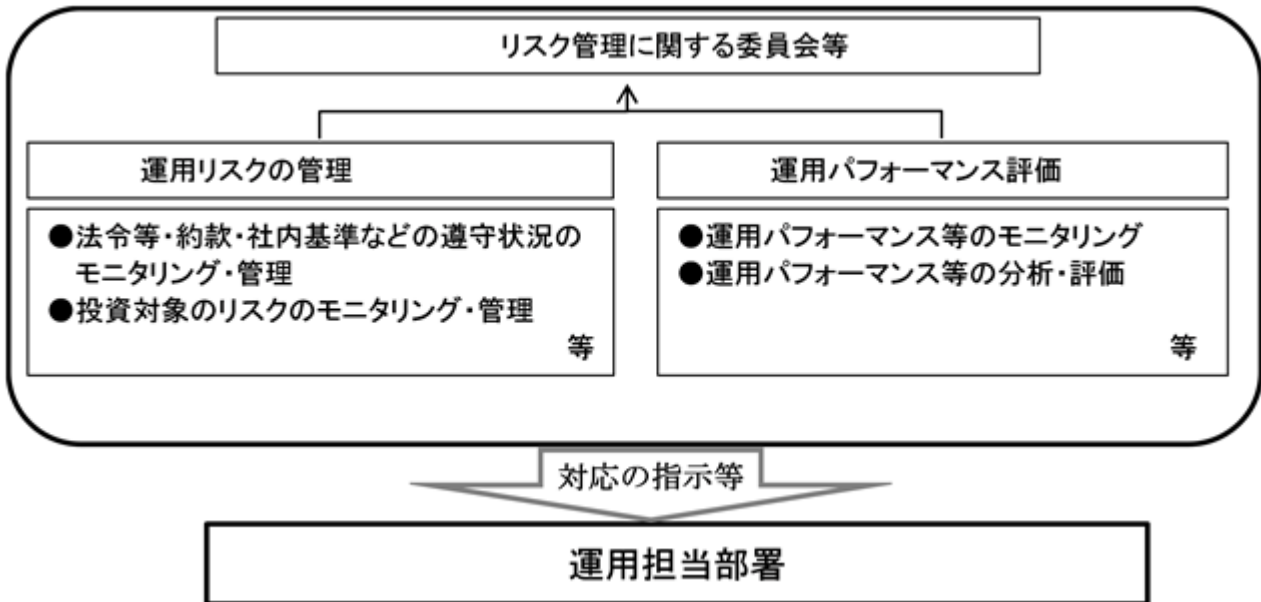 リスク管理に関する委員会等
運用リスクの管理
●法令等・約款・社内基準などの遵守状況の
モニタリング・管理
●投資対象のリスクのモニタリング・管理
等
運用パフォーマンス評価
●運用パフォーマンス等のモニタリング
●運用パフォーマンス等の分析・評価
等
対応の指示等
運用担当部署